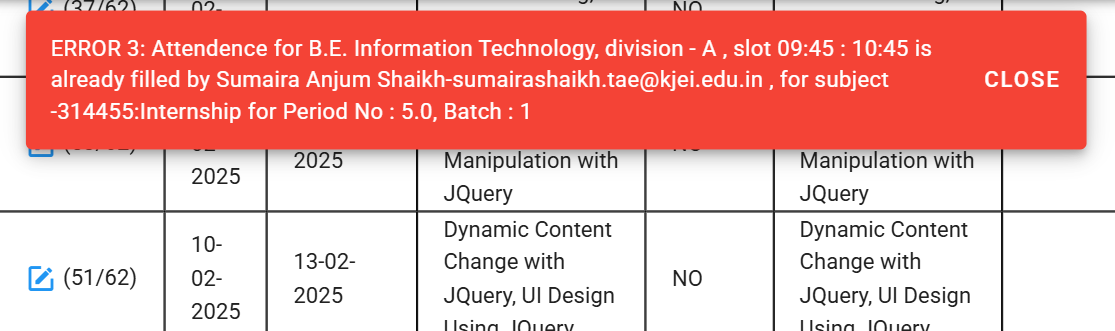 (37/62)
02-
NO
ERROR 3: Attendence for B.E. Information Technology, division - A , slot 09:45 : 10:45 is
already filled by Sumaira Anjum Shaikh-sumairashaikh.tae@kjei.edu.in , for subject
-314455:Internship for Period No : 5.0, Batch : 1
CLOSE
2025
2025
Manipulation with
JQuery
Manipulation with
JQuery
(51/62)
10-
02-
2025
13-02-
2025
Dynamic Content
Change with
JQuery, UI Design
Using JQuery
NO
Dynamic Content
Change with
JQuery, UI Design
Using JQuery